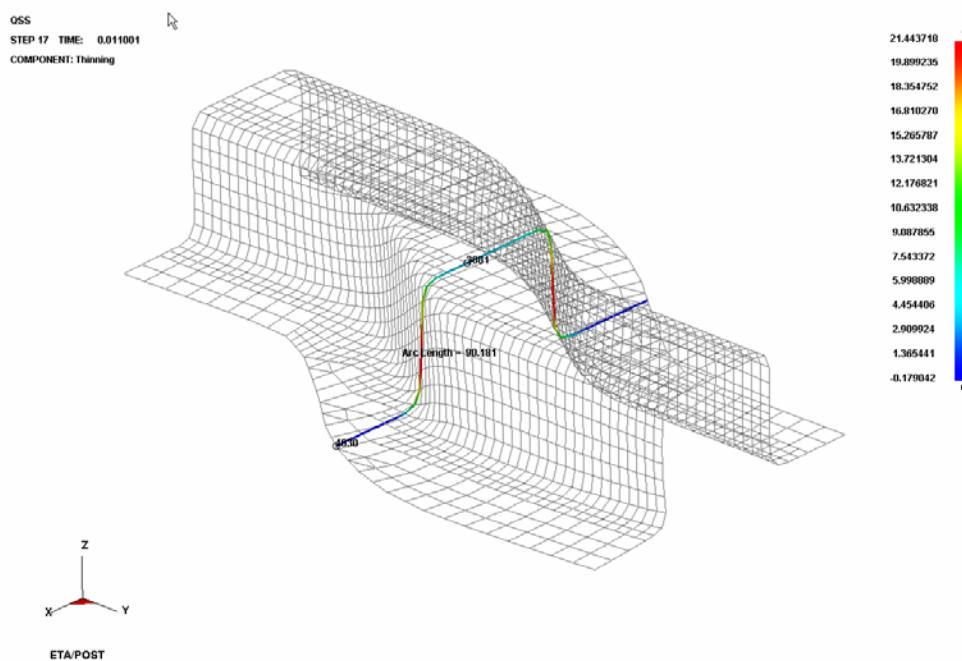 QSS
STEP 17 TIME: 0.011001
COMPONENT: Thinning
21.443718
19.899235
18.354752
16.810270
15.265787
13.721304
12.176821
10.632338
9.087855
7.543372
5.998889
4.454406
2.909924
1.365441
-0.179042
3881
Arc Length = 90.181
4830
Z
X
Y
ETA/POST